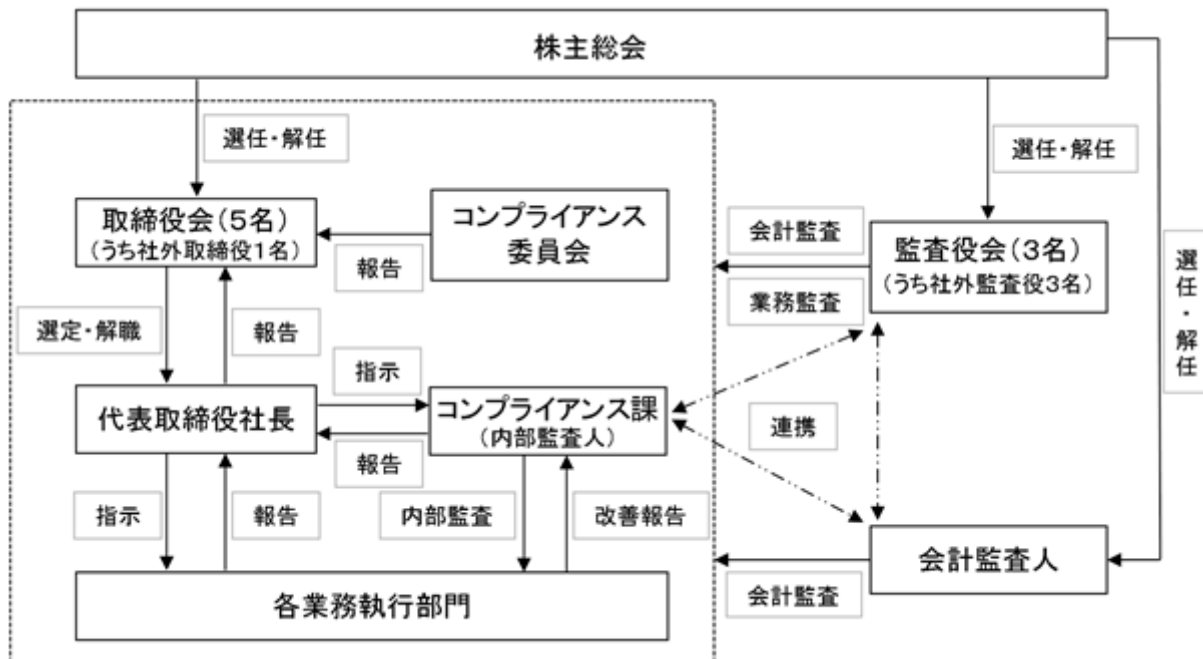 株主総会
選任・解任
選任・解任
取締役会(5名)
(うち社外取締役1名)
コンプライアンス
委員会
報告
会計監査
業務監査
監査役会(3名)
(うち社外監査役3名)
選任・解任
選定・解職
報告
指示
代表取締役社長
コンプライアンス課
(内部監査人)
報告
連携
指示
報告
内部監査
改善報告
会計監査人
会計監査
各業務執行部門